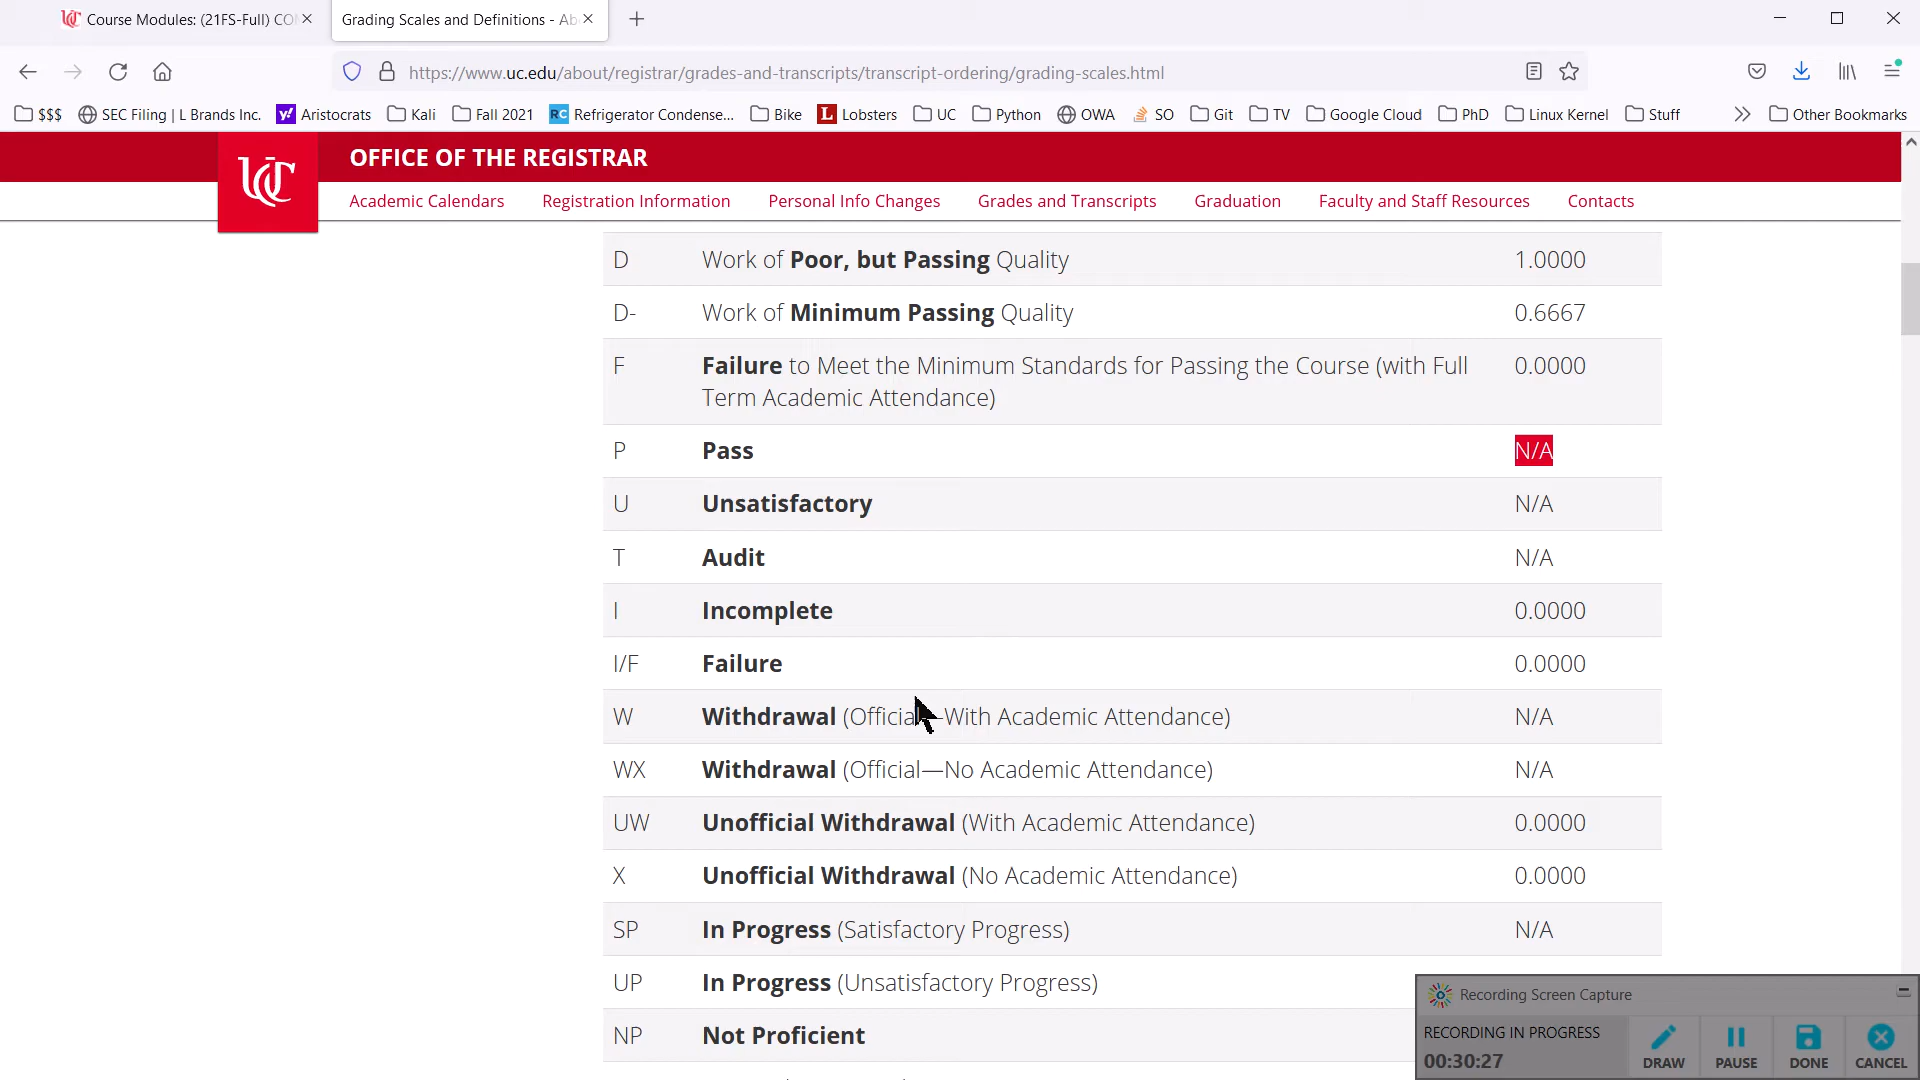 Course Modules: (21FS-Full) CO
Grading Scales and Definitions - Ab
https://www.uc.edu/about/registrar/grades-and-transcripts/transcript-ordering/grading-scales.html
$$$ SEC Filing | L Brands Inc. Aristocrats Kali Fall 2021 RC Refrigerator Condense... Bike L Lobsters UC Python OWA SO Git TV Google Cloud PhD Linux Kernel Stuff Other Bookmarks
UC
OFFICE OF THE REGISTRAR
Academic Calendars Registration Information Personal Info Changes Grades and Transcripts Graduation Faculty and Staff Resources Contacts
D Work of Poor, but Passing Quality 1.0000
D- Work of Minimum Passing Quality 0.6667
F Failure to Meet the Minimum Standards for Passing the Course (with Full 0.0000
Term Academic Attendance)
P Pass N/A
U Unsatisfactory N/A
T Audit N/A
I Incomplete 0.0000
I/F Failure 0.0000
W Withdrawal (Official—With Academic Attendance) N/A
WX Withdrawal (Official—No Academic Attendance) N/A
UW Unofficial Withdrawal (With Academic Attendance) 0.0000
X Unofficial Withdrawal (No Academic Attendance) 0.0000
SP In Progress (Satisfactory Progress) N/A
UP In Progress (Unsatisfactory Progress)
NP Not Proficient
Recording Screen Capture
RECORDING IN PROGRESS
00:30:27
DRAW PAUSE DONE CANCEL